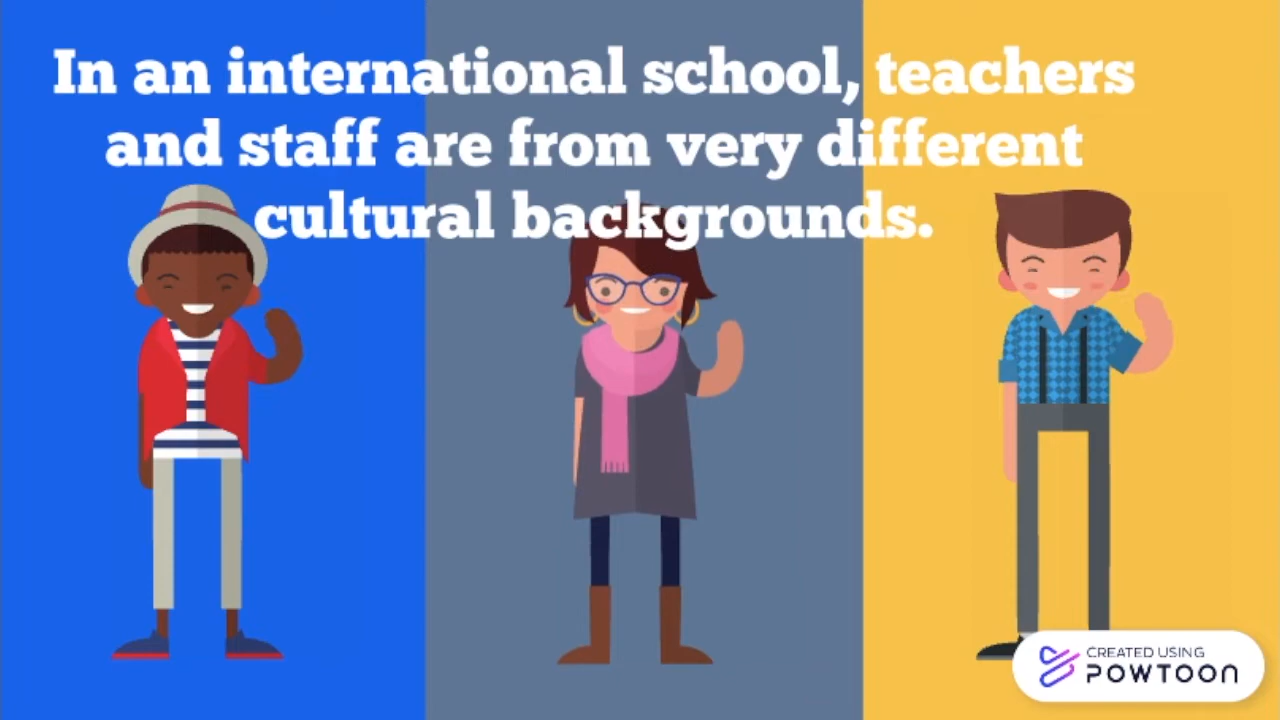 In an international school, teachers
and staff are from very different
cultural backgrounds.
CREATED USING
POWTOON